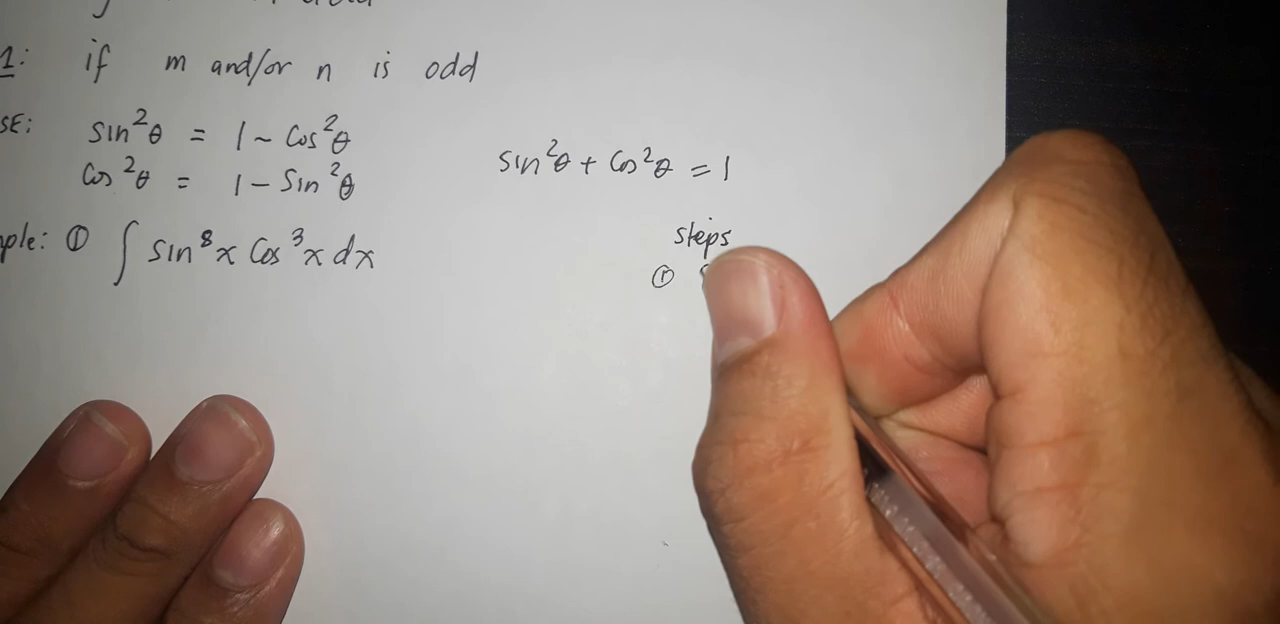 1: if m and/or n is odd
SE: sin²θ = 1 - cos²θ
cos²θ = 1 - sin²θ
sin²θ + cos²θ = 1
ple: ① ∫ sin⁸x cos³x dx
steps
①